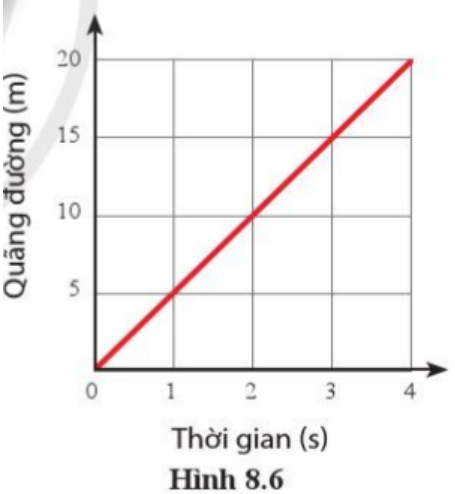 Quãng đường (m)
20
15
10
5
0 1 2 3 4
Thời gian (s)
Hình 8.6